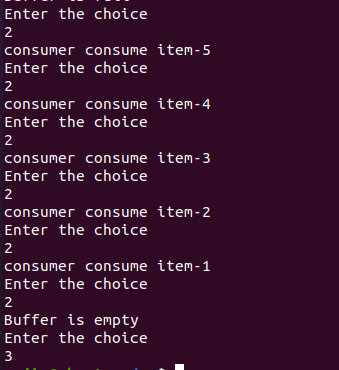 Enter the choice
2
consumer consume item-5
Enter the choice
2
consumer consume item-4
Enter the choice
2
consumer consume item-3
Enter the choice
2
consumer consume item-2
Enter the choice
2
consumer consume item-1
Enter the choice
2
Buffer is empty
Enter the choice
3